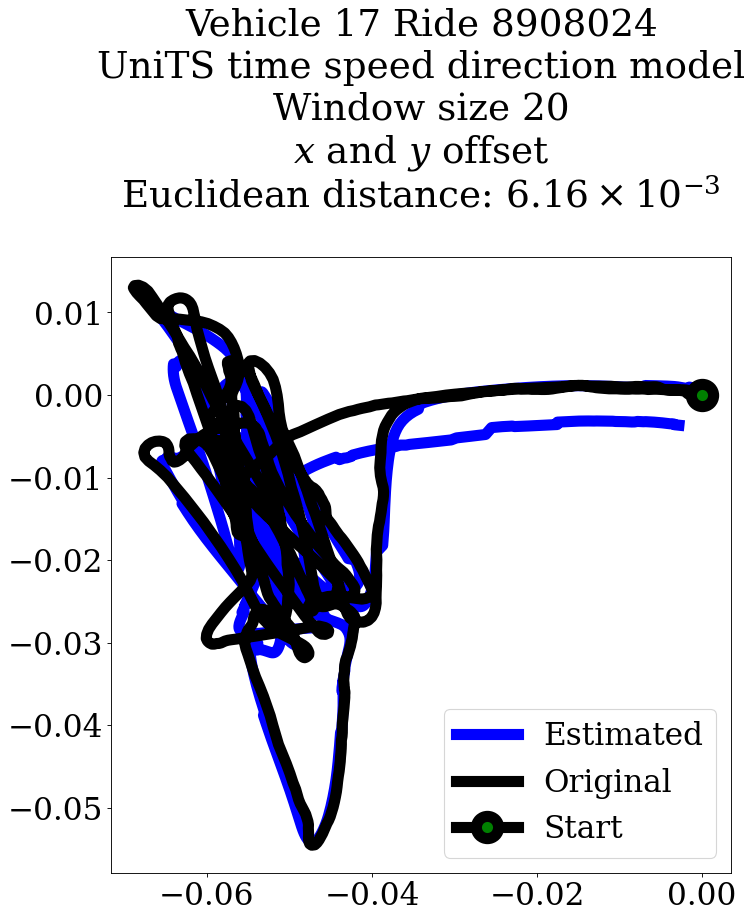 Vehicle 17 Ride 8908024
UniTS time speed direction model
Window size 20
x and y offset
Euclidean distance: 6.16 × 10⁻³
0.01
0.00
−0.01
−0.02
−0.03
−0.04
−0.05
Estimated
Original
Start
−0.06
−0.04
−0.02
0.00